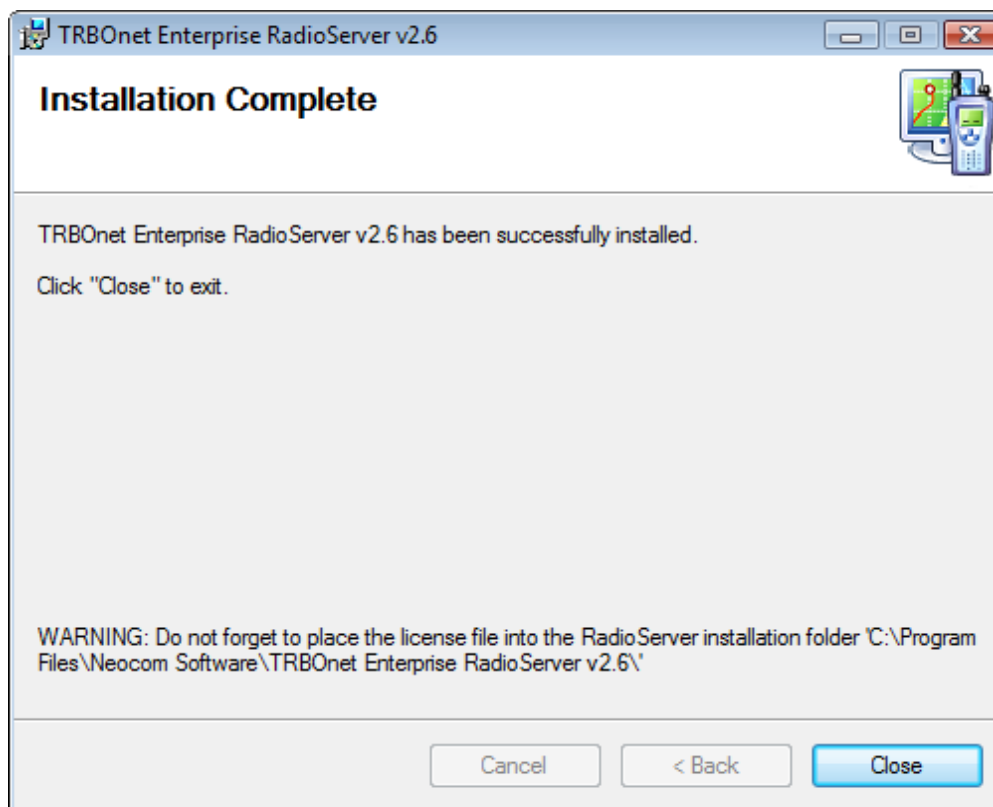 TRBOnet Enterprise RadioServer v2.6
Installation Complete
TRBOnet Enterprise RadioServer v2.6 has been successfully installed.
Click "Close" to exit.
WARNING: Do not forget to place the license file into the RadioServer installation folder 'C:\Program
Files\Neocom Software\TRBOnet Enterprise RadioServer v2.6\'
Cancel
< Back
Close